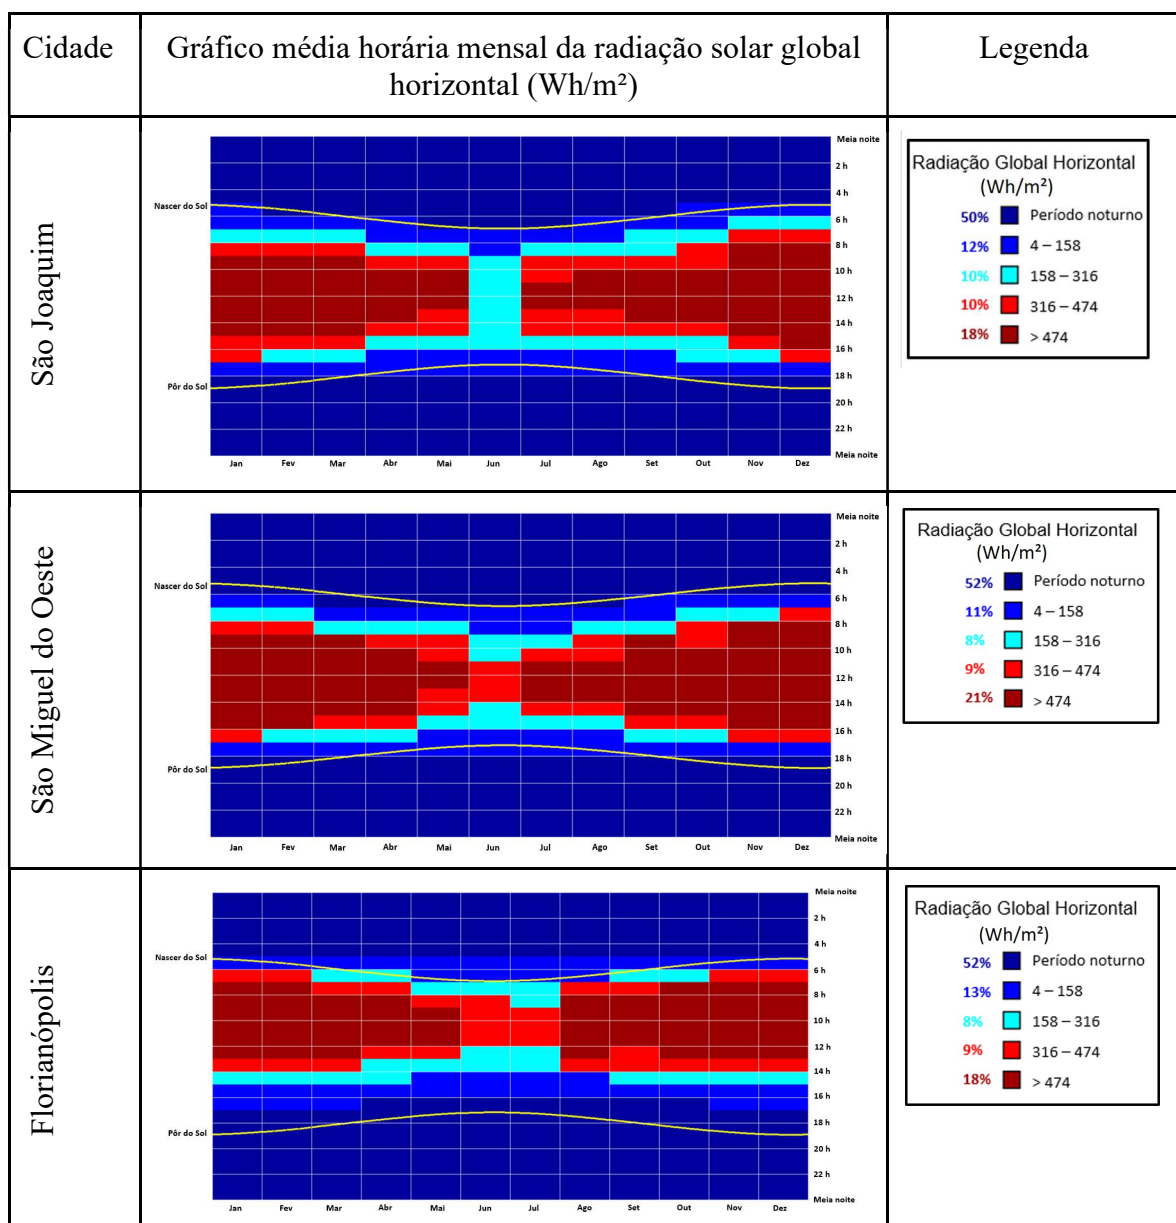 Cidade
Gráfico média horária mensal da radiação solar global
horizontal (Wh/m²)
Legenda
São Joaquim
Meia noite
2 h
4 h
Nascer do Sol
6 h
8 h
10 h
12 h
14 h
16 h
18 h
Pôr do Sol
20 h
22 h
Meia noite
Jan Fev Mar Abr Mai Jun Jul Ago Set Out Nov Dez
Radiação Global Horizontal
(Wh/m²)
50% Período noturno
12% 4 – 158
10% 158 – 316
10% 316 – 474
18% > 474
São Miguel do Oeste
Meia noite
2 h
4 h
Nascer do Sol
6 h
8 h
10 h
12 h
14 h
16 h
18 h
Pôr do Sol
20 h
22 h
Meia noite
Jan Fev Mar Abr Mai Jun Jul Ago Set Out Nov Dez
Radiação Global Horizontal
(Wh/m²)
52% Período noturno
11% 4 – 158
8% 158 – 316
9% 316 – 474
21% > 474
Florianópolis
Meia noite
2 h
4 h
Nascer do Sol
6 h
8 h
10 h
12 h
14 h
16 h
18 h
Pôr do Sol
20 h
22 h
Meia noite
Jan Fev Mar Abr Mai Jun Jul Ago Set Out Nov Dez
Radiação Global Horizontal
(Wh/m²)
52% Período noturno
13% 4 – 158
8% 158 – 316
9% 316 – 474
18% > 474